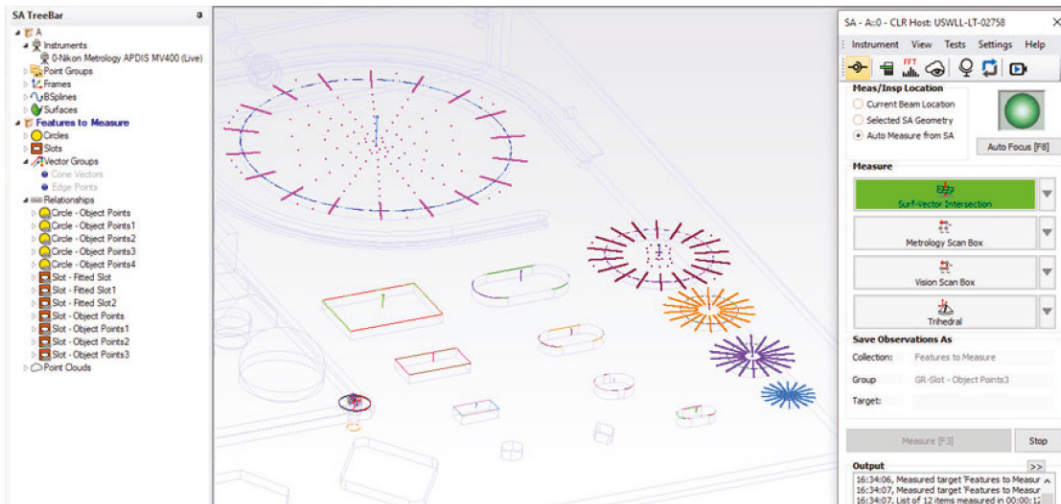 SA TreeBar
A
Instruments
0-Nikon Metrology APDIS MV400 (Live)
Point Groups
Frames
BSplines
Surfaces
Features to Measure
Circles
Slots
Vector Groups
Cone Vectors
Edge Points
Relationships
Circle - Object Points
Circle - Object Points1
Circle - Object Points2
Circle - Object Points3
Circle - Object Points4
Slot - Fitted Slot
Slot - Fitted Slot1
Slot - Fitted Slot2
Slot - Object Points
Slot - Object Points1
Slot - Object Points2
Slot - Object Points3
Point Clouds
SA - A::0 - CLR Host: USWLL-LT-02758
Instrument View Tests Settings Help
FFT
Meas/Insp Location
Current Beam Location
Selected SA Geometry
Auto Measure from SA
Auto Focus [F8]
Measure
Surf-Vector Intersection
Metrology Scan Box
Vision Scan Box
Trihedral
Save Observations As
Collection: Features to Measure
Group GR-Slot - Object Points3
Target:
Measure [F3] Stop
Output >>
16:34:06, Measured target 'Features to Measur
16:34:07, Measured target 'Features to Measur
16:34:07, List of 12 items measured in 00:00:12